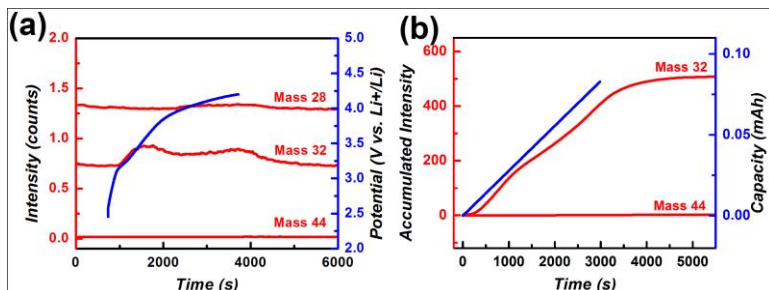 (a)
2.0
1.5
1.0
0.5
0.0
Intensity (counts)
Mass 28
Mass 32
Mass 44
5.0
4.5
4.0
3.5
3.0
2.5
2.0
Potential (V vs. Li+/Li)
0 2000 4000 6000
Time (s)
(b)
600
400
200
0
Accumulated Intensity
Mass 32
Mass 44
0.10
0.05
0.00
Capacity (mAh)
0 1000 2000 3000 4000 5000
Time (s)